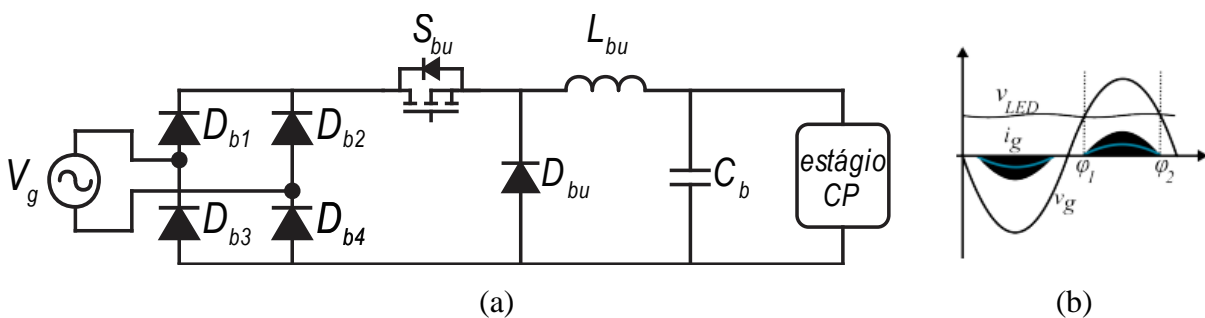 S_bu
L_bu
D_b1
D_b2
V_g
D_b3
D_b4
D_bu
C_b
estágio
CP
(a)
v_LED
i_g
φ_1
φ_2
v_g
(b)